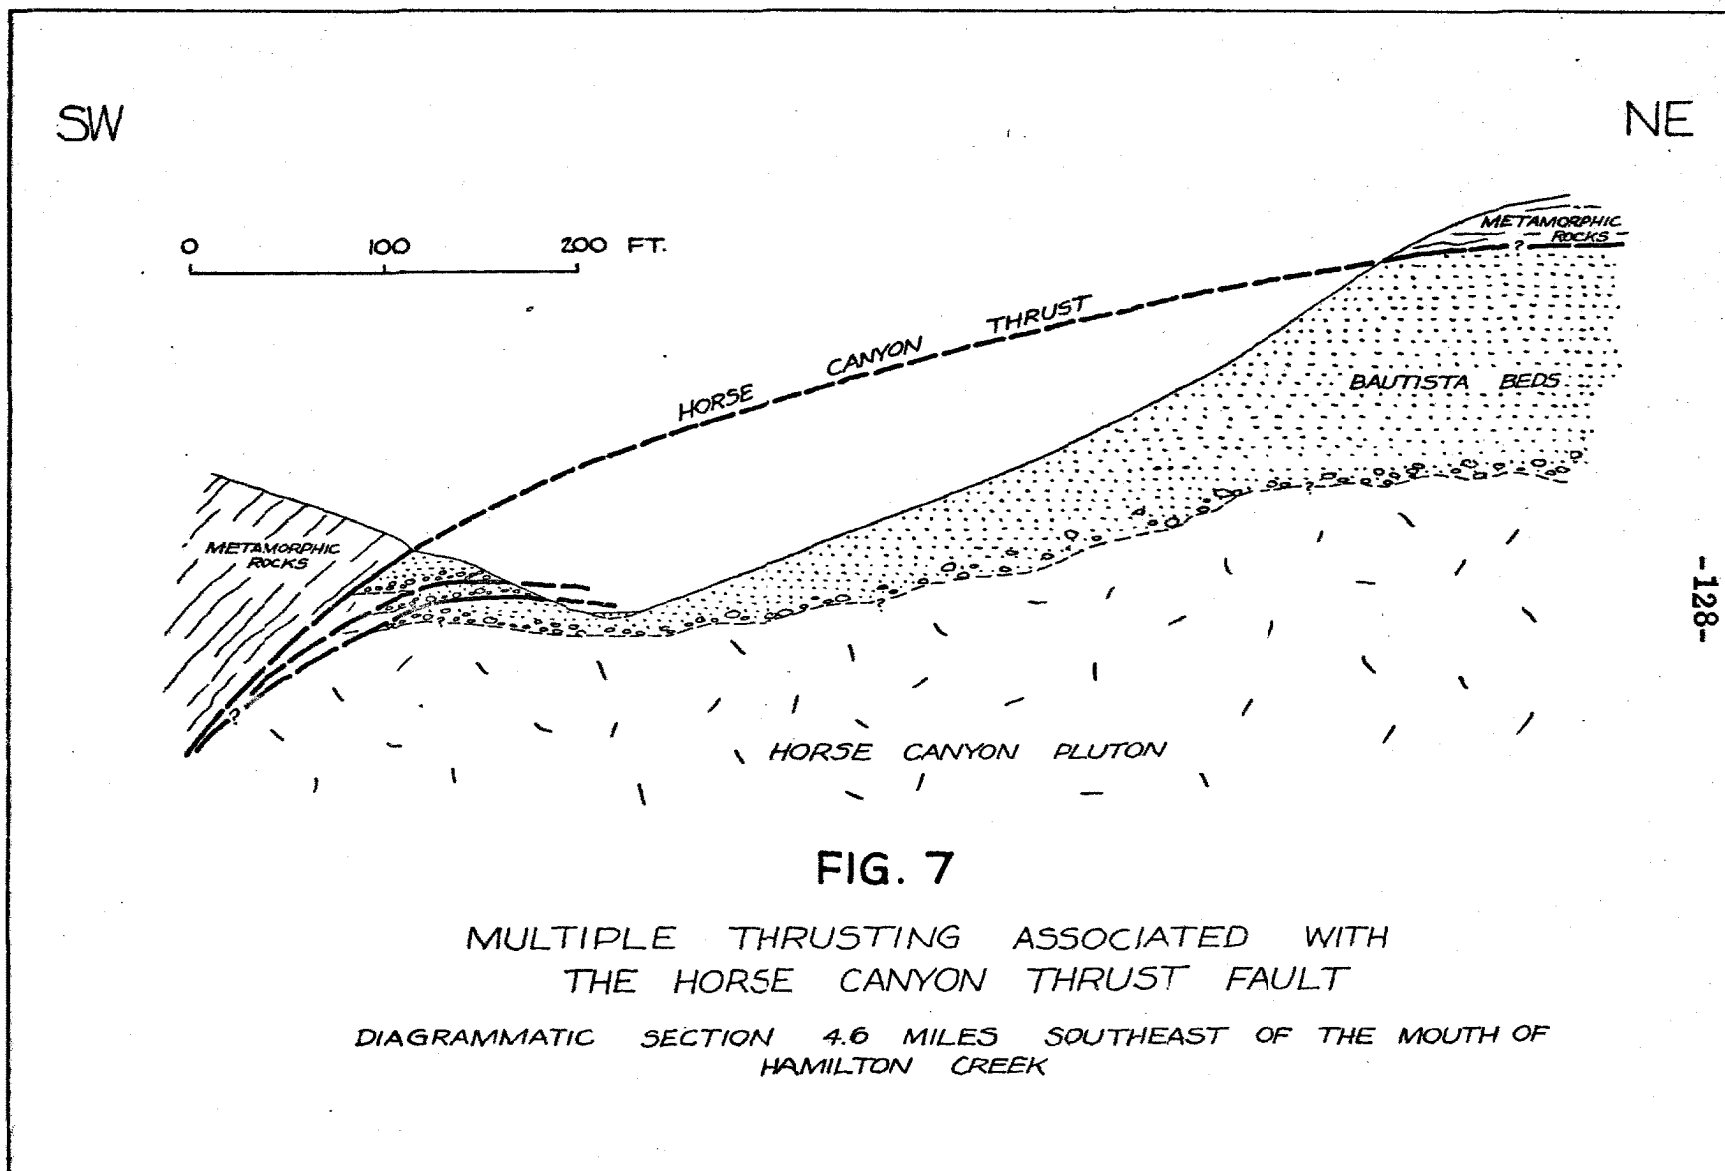 SW
NE
0 100 200 FT.
METAMORPHIC
ROCKS
?
HORSE CANYON THRUST
BAUTISTA BEDS
METAMORPHIC
ROCKS
?
?
?
?
HORSE CANYON PLUTON
-128-
FIG. 7
MULTIPLE THRUSTING ASSOCIATED WITH
THE HORSE CANYON THRUST FAULT
DIAGRAMMATIC SECTION 4.6 MILES SOUTHEAST OF THE MOUTH OF
HAMILTON CREEK